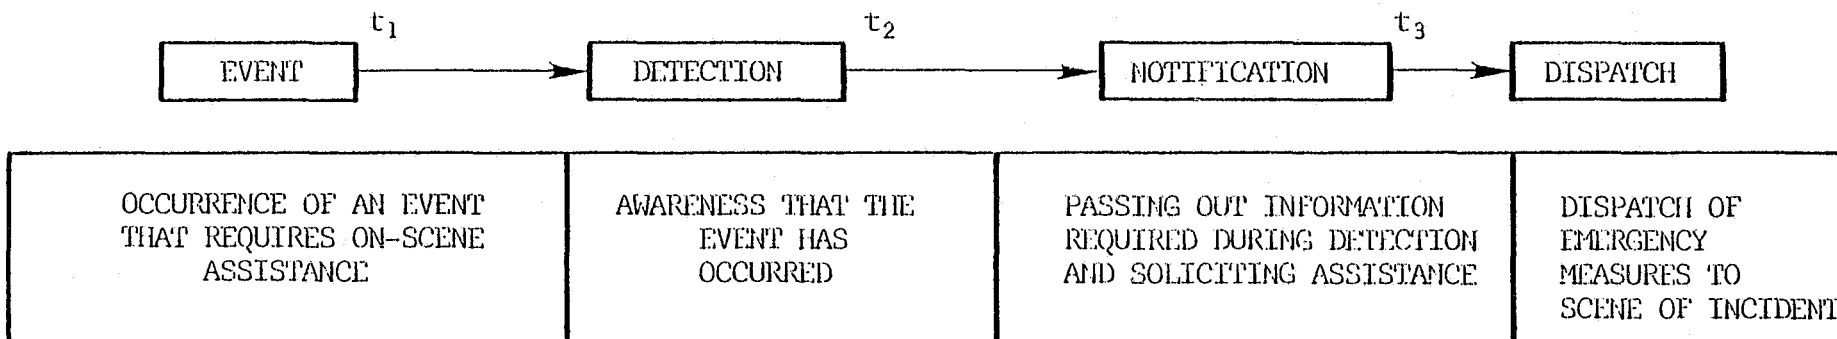 t1
t2
t3
EVENT
DETECTION
NOTIFICATION
DISPATCH
OCCURRENCE OF AN EVENT
THAT REQUIRES ON-SCENE
ASSISTANCE
AWARENESS THAT THE
EVENT HAS
OCCURRED
PASSING OUT INFORMATION
REQUIRED DURING DETECTION
AND SOLICITING ASSISTANCE
DISPATCH OF
EMERGENCY
MEASURES TO
SCENE OF INCIDENT